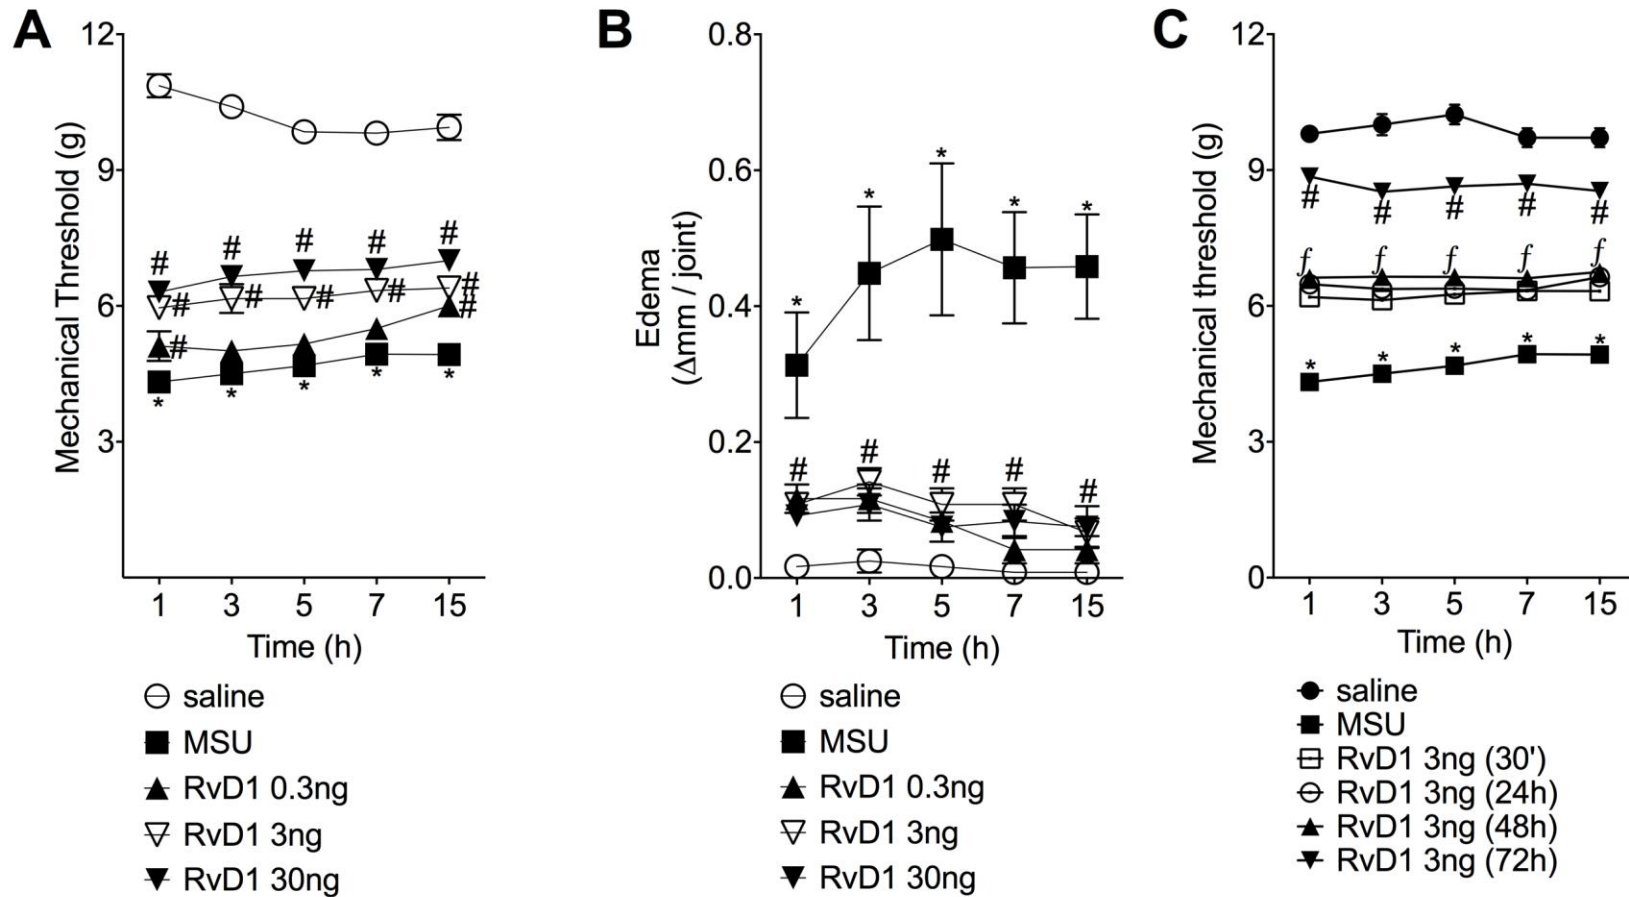 A
12
9
6
3
Mechanical Threshold (g)
# # # # #
# # # # #
# #
* * * * *
1 3 5 7 15
Time (h)
saline
MSU
RvD1 0.3ng
RvD1 3ng
RvD1 30ng
B
0.8
0.6
0.4
0.2
0.0
Edema
(Δmm / joint)
* * * * *
# # # # #
1 3 5 7 15
Time (h)
saline
MSU
RvD1 0.3ng
RvD1 3ng
RvD1 30ng
C
12
9
6
3
0
Mechanical threshold (g)
# # # # #
ƒ ƒ ƒ ƒ ƒ
* * * * *
1 3 5 7 15
Time (h)
saline
MSU
RvD1 3ng (30')
RvD1 3ng (24h)
RvD1 3ng (48h)
RvD1 3ng (72h)